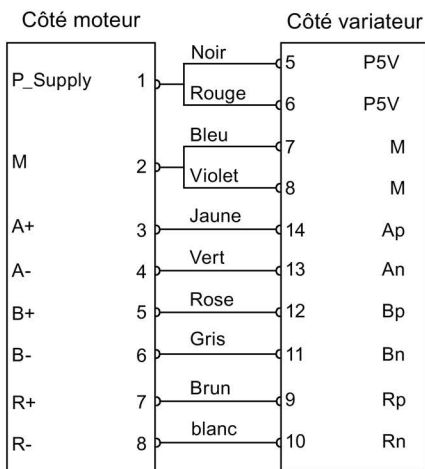 Côté moteur Côté variateur
Noir
P_Supply 1 5 P5V
Rouge
6 P5V
Bleu
M 2 7 M
Violet
8 M
A+ 3 Jaune 14 Ap
A- 4 Vert 13 An
B+ 5 Rose 12 Bp
B- 6 Gris 11 Bn
R+ 7 Brun 9 Rp
R- 8 blanc 10 Rn